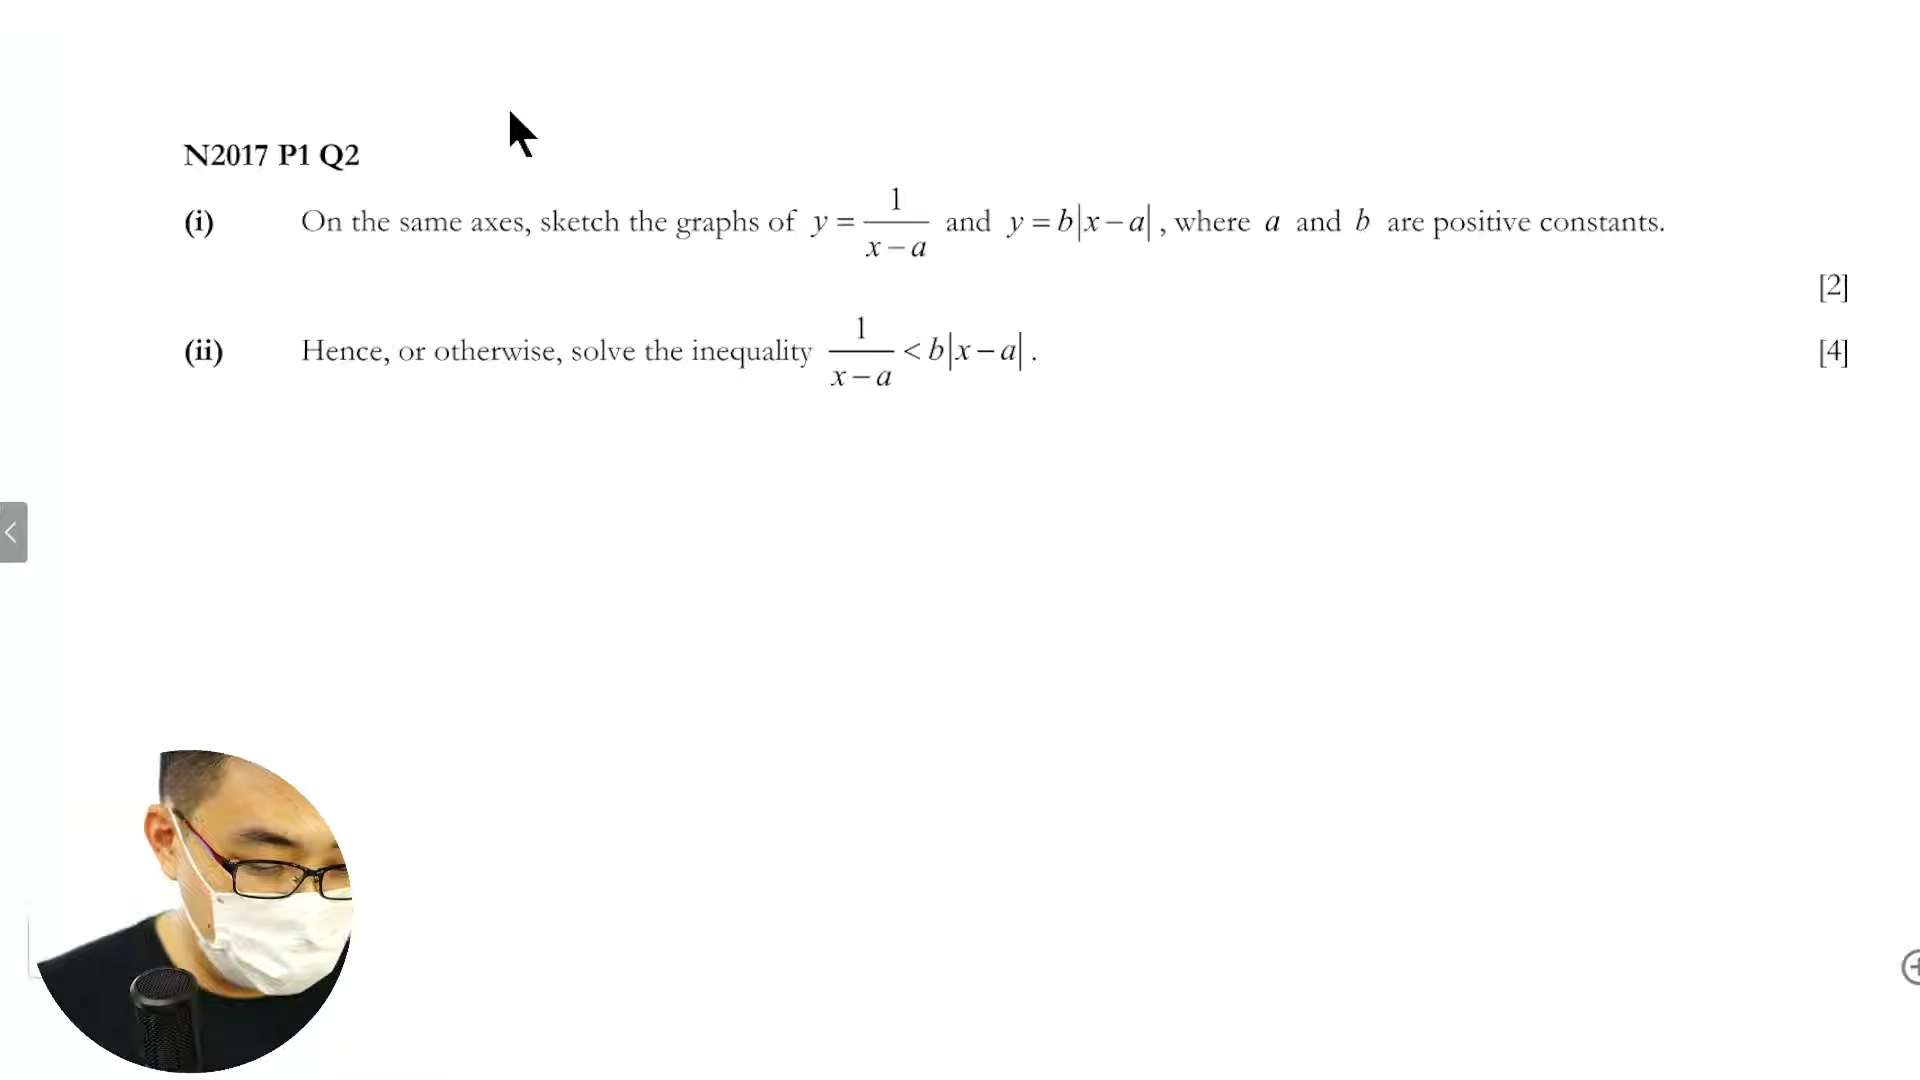 N2017 P1 Q2
(i) On the same axes, sketch the graphs of y = 1/(x − a) and y = b|x − a|, where a and b are positive constants.
[2]
(ii) Hence, or otherwise, solve the inequality 1/(x − a) < b|x − a|. [4]